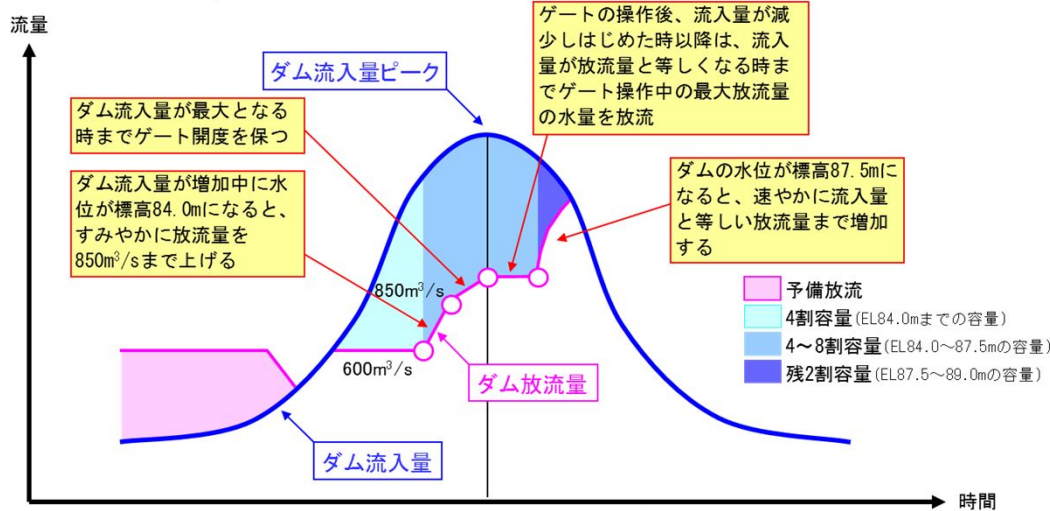 流量
ゲートの操作後、流入量が減
少しはじめた時以降は、流入
量が放流量と等しくなる時ま
でゲート操作中の最大放流量
の水量を放流
ダム流入量ピーク
ダム流入量が最大となる
時までゲート開度を保つ
ダム流入量が増加中に水
位が標高84.0mになると、
すみやかに放流量を
850m³/sまで上げる
ダムの水位が標高87.5mに
なると、速やかに流入量
と等しい放流量まで増加
する
850m³/s
600m³/s
ダム放流量
ダム流入量
予備放流
4割容量(EL84.0mまでの容量)
4～8割容量(EL84.0～87.5mの容量)
残2割容量(EL87.5～89.0mの容量)
時間